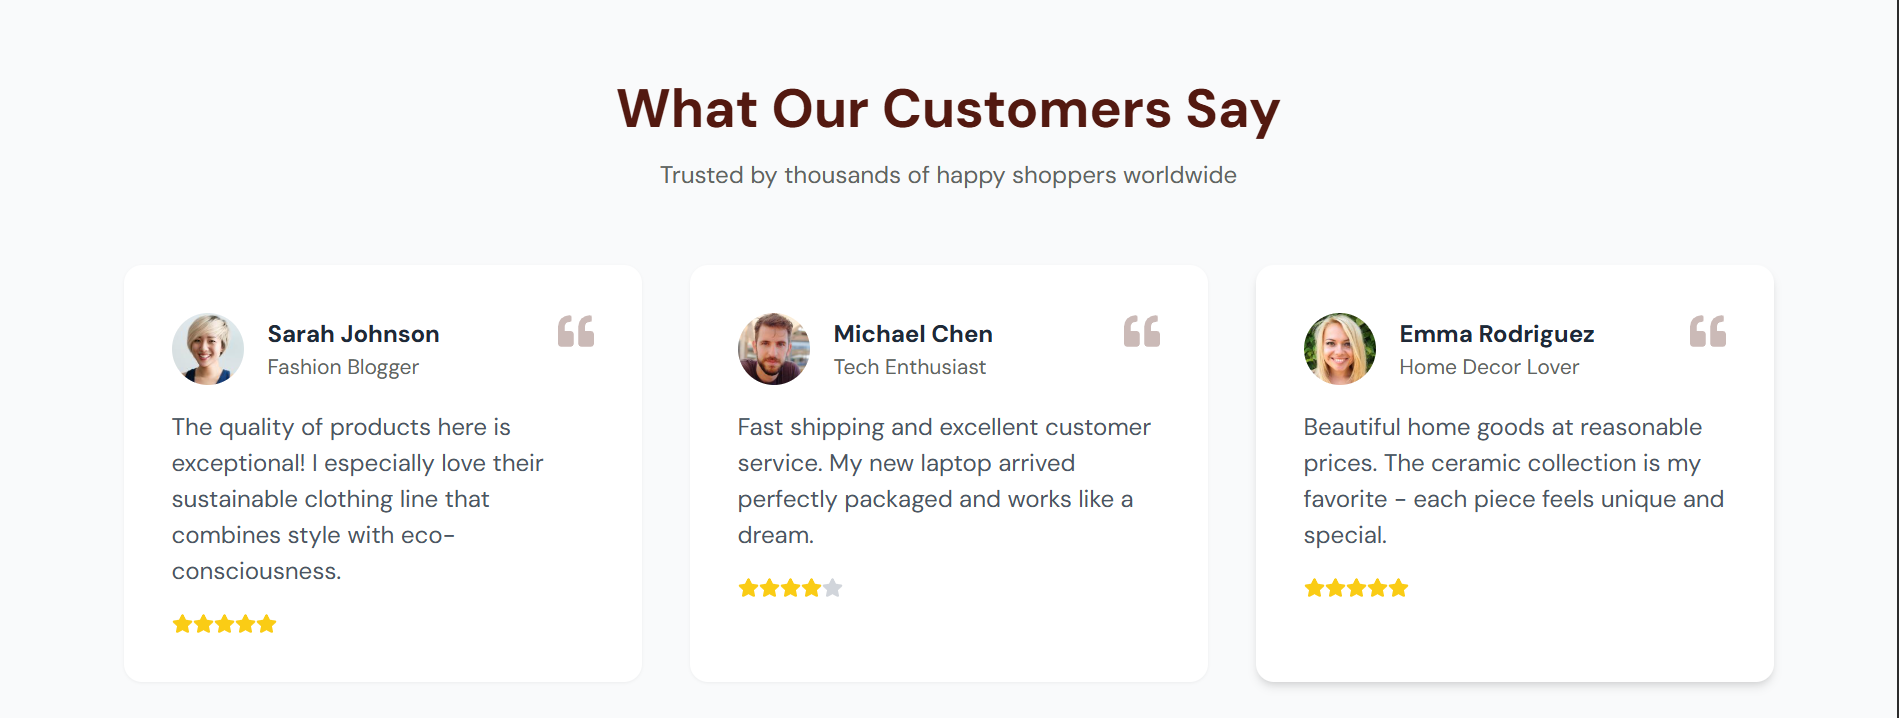 What Our Customers Say
Trusted by thousands of happy shoppers worldwide
Sarah Johnson
Fashion Blogger
The quality of products here is
exceptional! I especially love their
sustainable clothing line that
combines style with eco-
consciousness.
Michael Chen
Tech Enthusiast
Fast shipping and excellent customer
service. My new laptop arrived
perfectly packaged and works like a
dream.
Emma Rodriguez
Home Decor Lover
Beautiful home goods at reasonable
prices. The ceramic collection is my
favorite - each piece feels unique and
special.